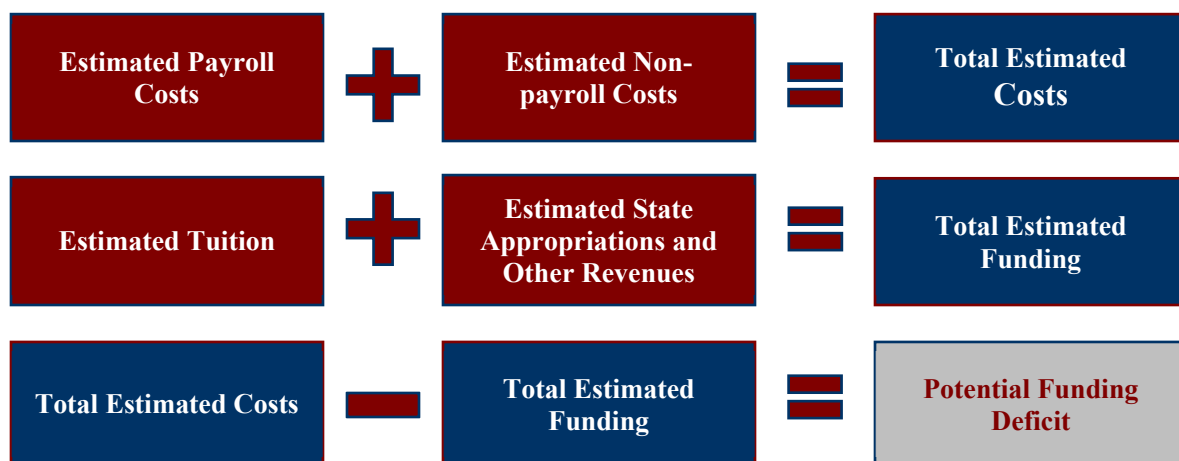 Estimated Payroll
Costs
Estimated Non-
payroll Costs
Total Estimated
Costs
Estimated Tuition
Estimated State
Appropriations and
Other Revenues
Total Estimated
Funding
Total Estimated Costs
Total Estimated
Funding
Potential Funding
Deficit